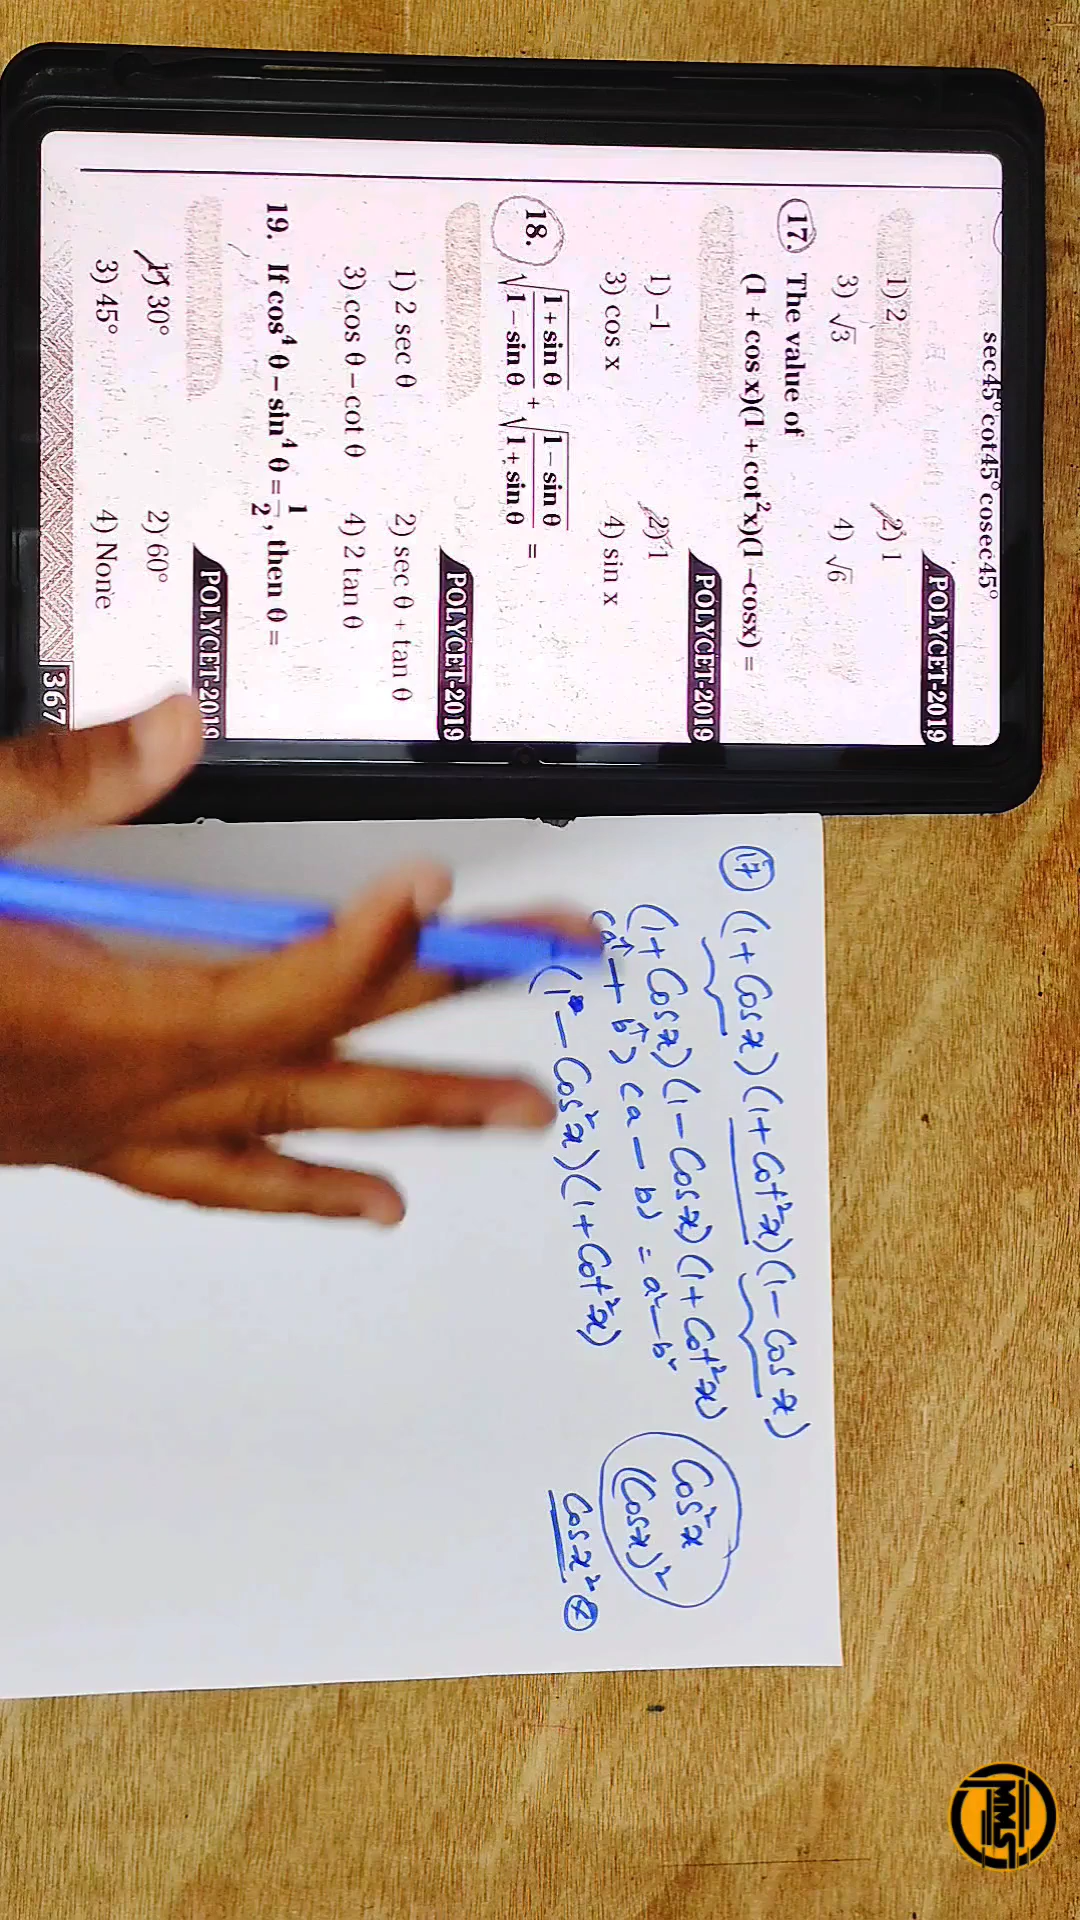 sec45° cot45° cosec45°
POLYCET-2019
1) 2 2) 1
3) √3 4) √6
17. The value of
(1 + cos x)(1 + cot²x)(1 – cosx) =
POLYCET-2019
1) –1 2) 1
3) cos x 4) sin x
18. √(1 + sin θ / 1 – sin θ) + √(1 – sin θ / 1 + sin θ) =
POLYCET-2019
1) 2 sec θ 2) sec θ + tan θ
3) cos θ – cot θ 4) 2 tan θ
19. If cos⁴ θ – sin⁴ θ = 1/2, then θ =
POLYCET-2019
1) 30° 2) 60°
3) 45° 4) None
367
17 (1 + Cos x) (1 + Cot²x) (1 – Cos x)
(1 + Cos x) (1 – Cos x) (1 + Cot²x)
(a + b) (a – b) = a² – b²
(1 – Cos²x) (1 + Cot²x)
Cos²x
(Cos x)²
Cos x²
MMS